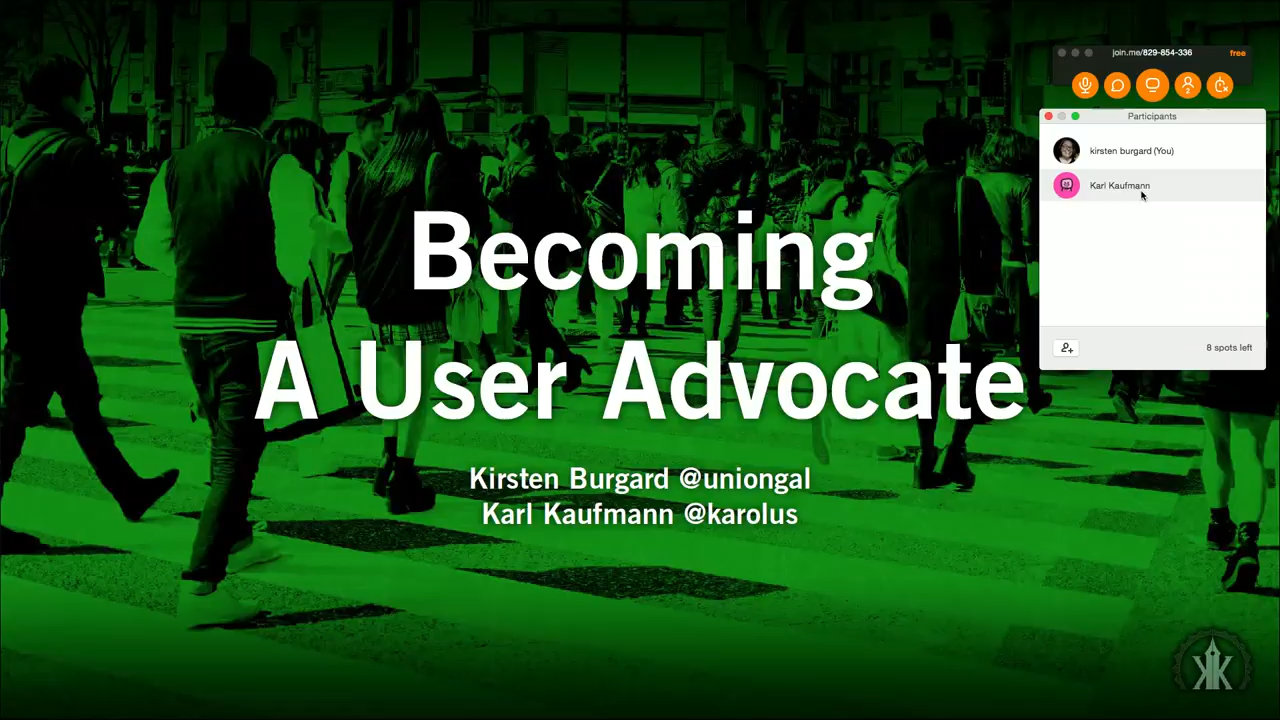 join.me/829-854-336
free
Participants
kirsten burgard (You)
Karl Kaufmann
8 spots left
Becoming
A User Advocate
Kirsten Burgard @uniongal
Karl Kaufmann @karolus